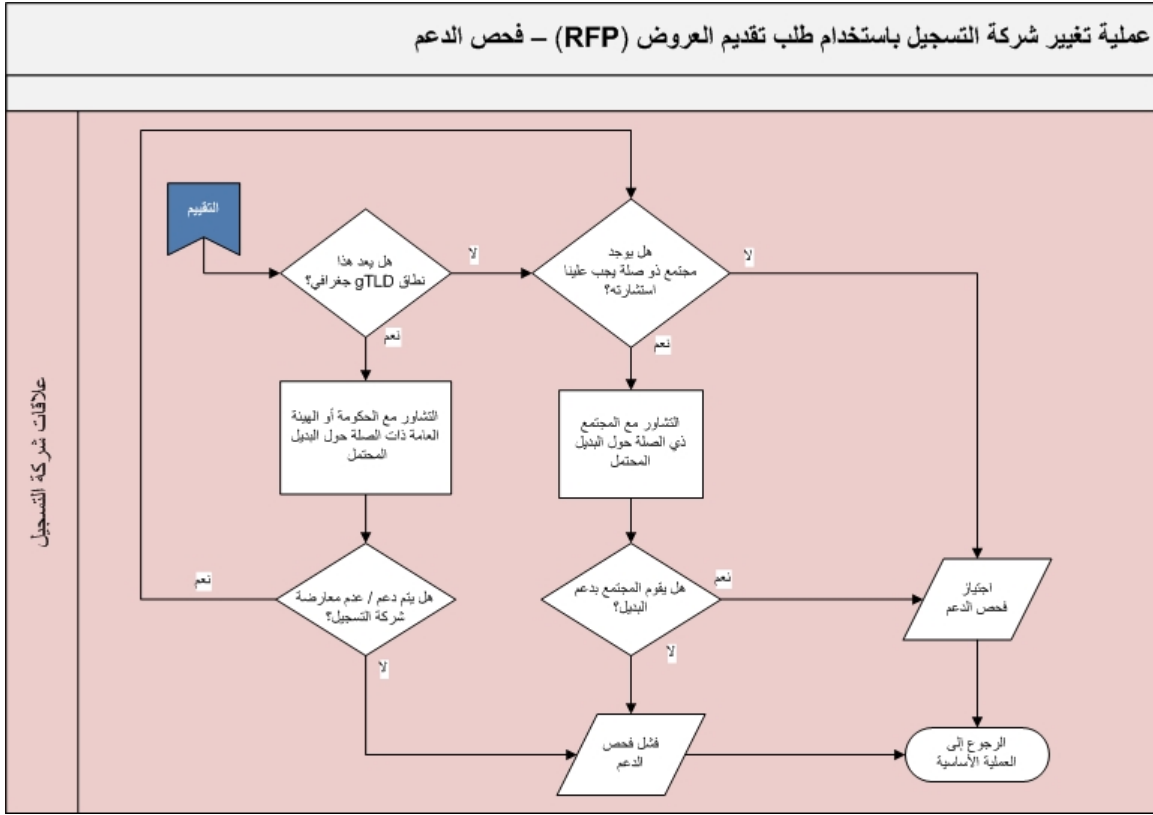 عملية تغيير شركة التسجيل باستخدام طلب تقديم العروض (RFP) – فحص الدعم
علاقات شركة التسجيل
التقييم
هل يعد هذا
نطاق gTLD جغرافي؟
لا
نعم
هل يوجد
مجتمع ذو صلة يجب علينا
استشارته؟
لا
نعم
التشاور مع الحكومة أو الهيئة
العامة ذات الصلة حول البديل
المحتمل
التشاور مع المجتمع
ذي الصلة حول البديل
المحتمل
هل يتم دعم / عدم معارضة
شركة التسجيل؟
نعم
لا
هل يقوم المجتمع بدعم
البديل؟
نعم
لا
اجتياز
فحص الدعم
فشل فحص
الدعم
الرجوع إلى
العملية الأساسية